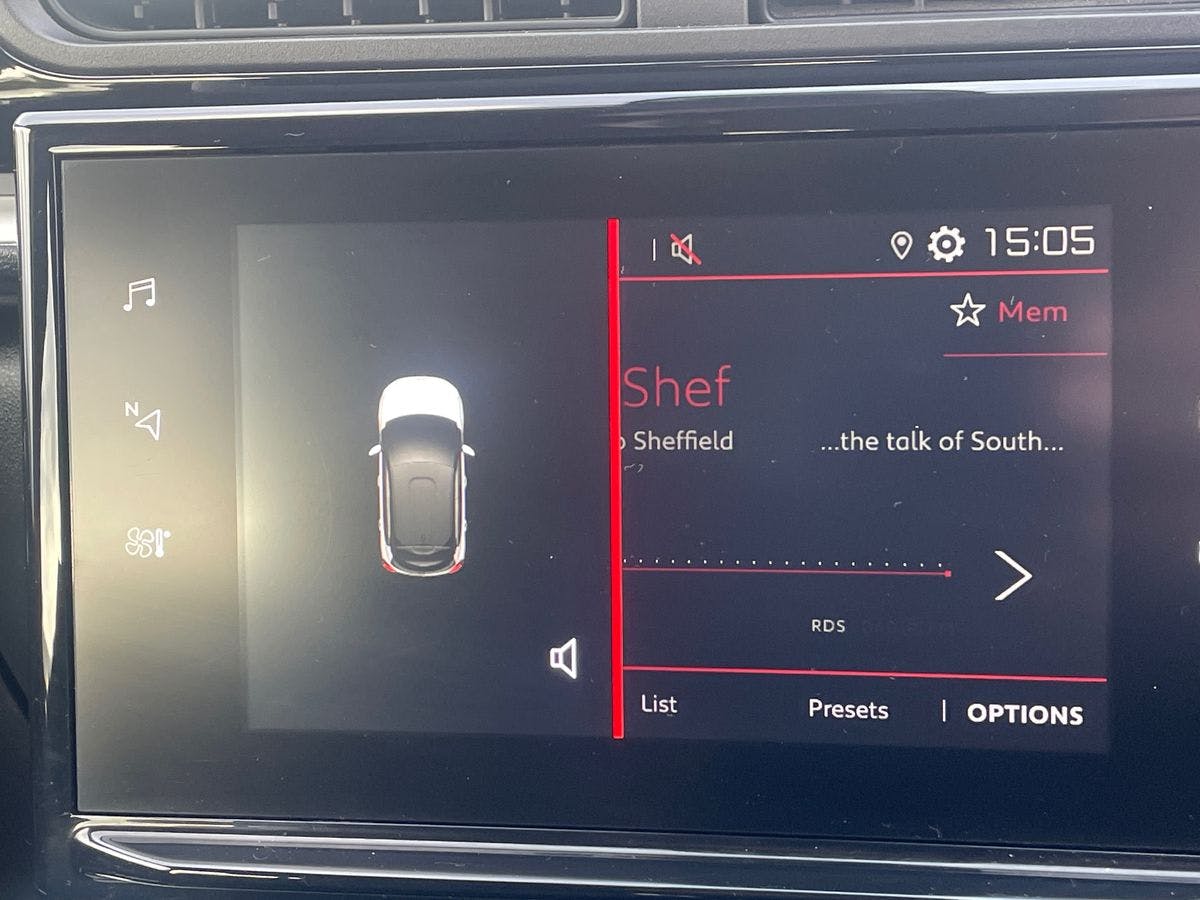 15:05
Mem
Shef
Sheffield ...the talk of South...
N
RDS
List Presets OPTIONS